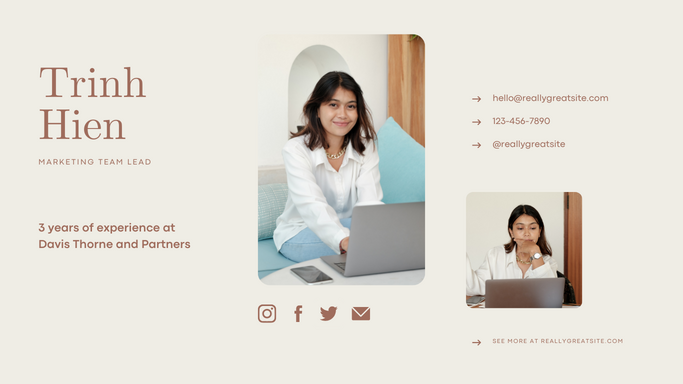 Trinh
Hien
MARKETING TEAM LEAD
3 years of experience at
Davis Thorne and Partners
hello@reallygreatsite.com
123-456-7890
@reallygreatsite
SEE MORE AT REALLYGREATSITE.COM